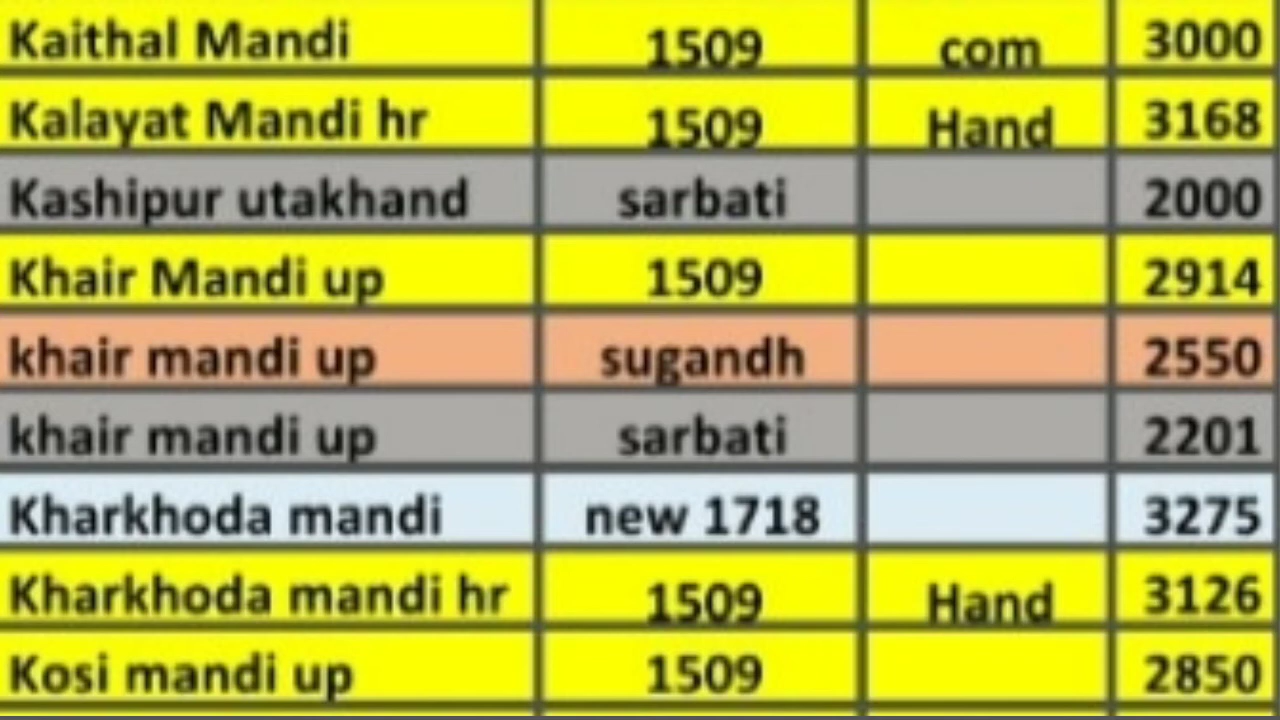 Kaithal Mandi 1509 com 3000
Kalayat Mandi hr 1509 Hand 3168
Kashipur utakhand sarbati 2000
Khair Mandi up 1509 2914
khair mandi up sugandh 2550
khair mandi up sarbati 2201
Kharkhoda mandi new 1718 3275
Kharkhoda mandi hr 1509 Hand 3126
Kosi mandi up 1509 2850